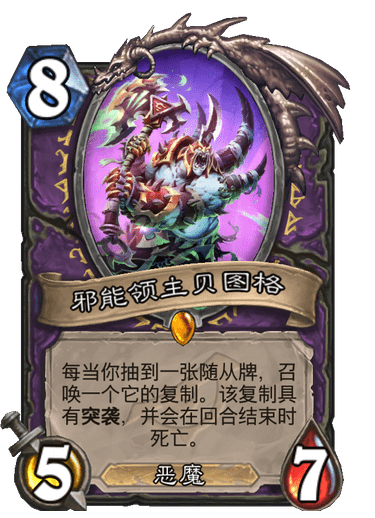 8
邪能领主贝图格
每当你抽到一张随从牌，召
唤一个它的复制。该复制具
有突袭，并会在回合结束时
死亡。
恶魔
5
7